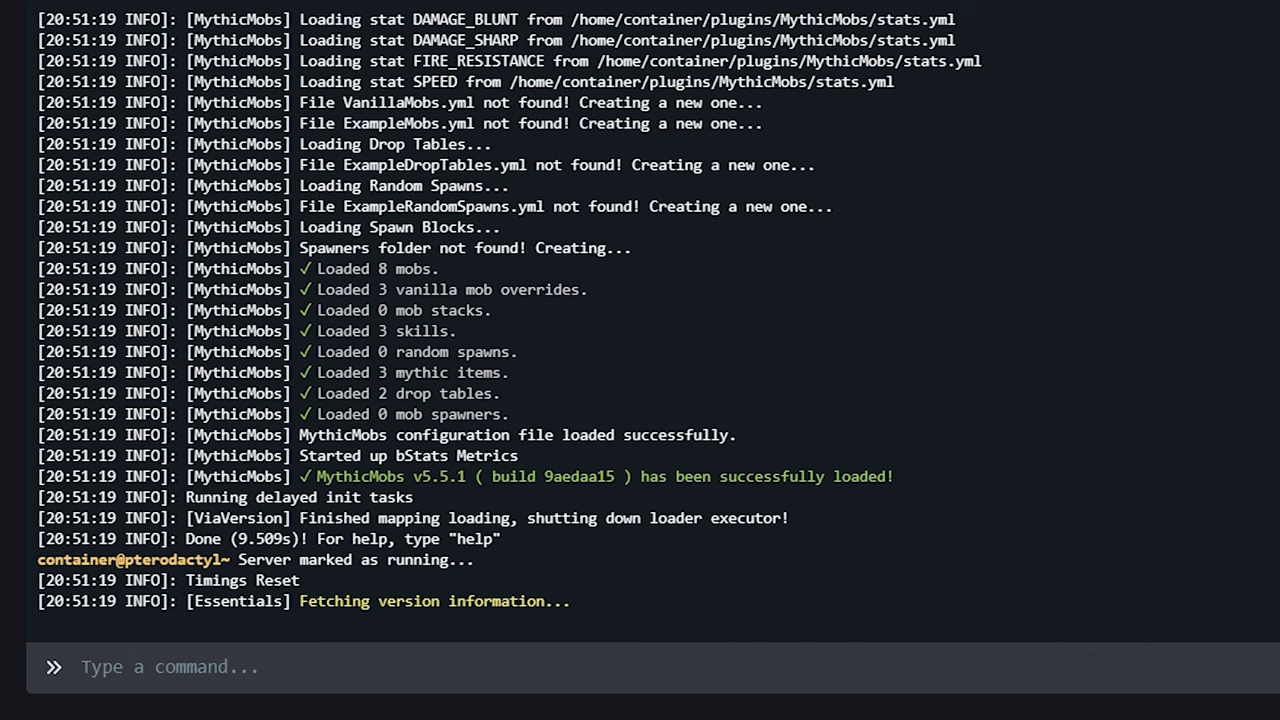 [20:51:19 INFO]: [MythicMobs] Loading stat DAMAGE_BLUNT from /home/container/plugins/MythicMobs/stats.yml
[20:51:19 INFO]: [MythicMobs] Loading stat DAMAGE_SHARP from /home/container/plugins/MythicMobs/stats.yml
[20:51:19 INFO]: [MythicMobs] Loading stat FIRE_RESISTANCE from /home/container/plugins/MythicMobs/stats.yml
[20:51:19 INFO]: [MythicMobs] Loading stat SPEED from /home/container/plugins/MythicMobs/stats.yml
[20:51:19 INFO]: [MythicMobs] File VanillaMobs.yml not found! Creating a new one...
[20:51:19 INFO]: [MythicMobs] File ExampleMobs.yml not found! Creating a new one...
[20:51:19 INFO]: [MythicMobs] Loading Drop Tables...
[20:51:19 INFO]: [MythicMobs] File ExampleDropTables.yml not found! Creating a new one...
[20:51:19 INFO]: [MythicMobs] Loading Random Spawns...
[20:51:19 INFO]: [MythicMobs] File ExampleRandomSpawns.yml not found! Creating a new one...
[20:51:19 INFO]: [MythicMobs] Loading Spawn Blocks...
[20:51:19 INFO]: [MythicMobs] Spawners folder not found! Creating...
[20:51:19 INFO]: [MythicMobs] ✓ Loaded 8 mobs.
[20:51:19 INFO]: [MythicMobs] ✓ Loaded 3 vanilla mob overrides.
[20:51:19 INFO]: [MythicMobs] ✓ Loaded 0 mob stacks.
[20:51:19 INFO]: [MythicMobs] ✓ Loaded 3 skills.
[20:51:19 INFO]: [MythicMobs] ✓ Loaded 0 random spawns.
[20:51:19 INFO]: [MythicMobs] ✓ Loaded 3 mythic items.
[20:51:19 INFO]: [MythicMobs] ✓ Loaded 2 drop tables.
[20:51:19 INFO]: [MythicMobs] ✓ Loaded 0 mob spawners.
[20:51:19 INFO]: [MythicMobs] MythicMobs configuration file loaded successfully.
[20:51:19 INFO]: [MythicMobs] Started up bStats Metrics
[20:51:19 INFO]: [MythicMobs] ✓ MythicMobs v5.5.1 ( build 9aedaa15 ) has been successfully loaded!
[20:51:19 INFO]: Running delayed init tasks
[20:51:19 INFO]: [ViaVersion] Finished mapping loading, shutting down loader executor!
[20:51:19 INFO]: Done (9.509s)! For help, type "help"
container@pterodactyl~ Server marked as running...
[20:51:19 INFO]: Timings Reset
[20:51:19 INFO]: [Essentials] Fetching version information...
» Type a command...